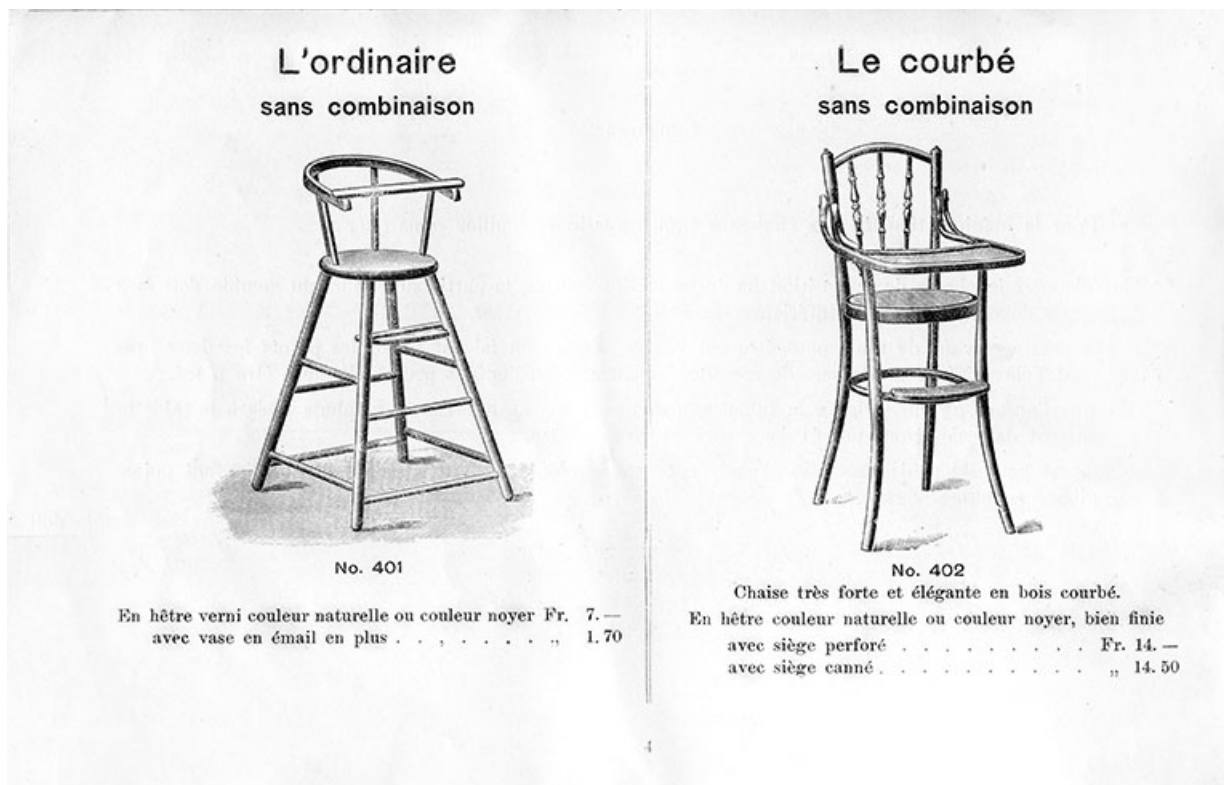 L'ordinaire
sans combinaison
No. 401
En hêtre verni couleur naturelle ou couleur noyer Fr. 7.—
avec vase en émail en plus . , . . . . „ 1.70
Le courbé
sans combinaison
No. 402
Chaise très forte et élégante en bois courbé.
En hêtre couleur naturelle ou couleur noyer, bien finie
avec siège perforé . . . . . . . . . Fr. 14. —
avec siège canné . . . . . . . . . . „ 14. 50
4